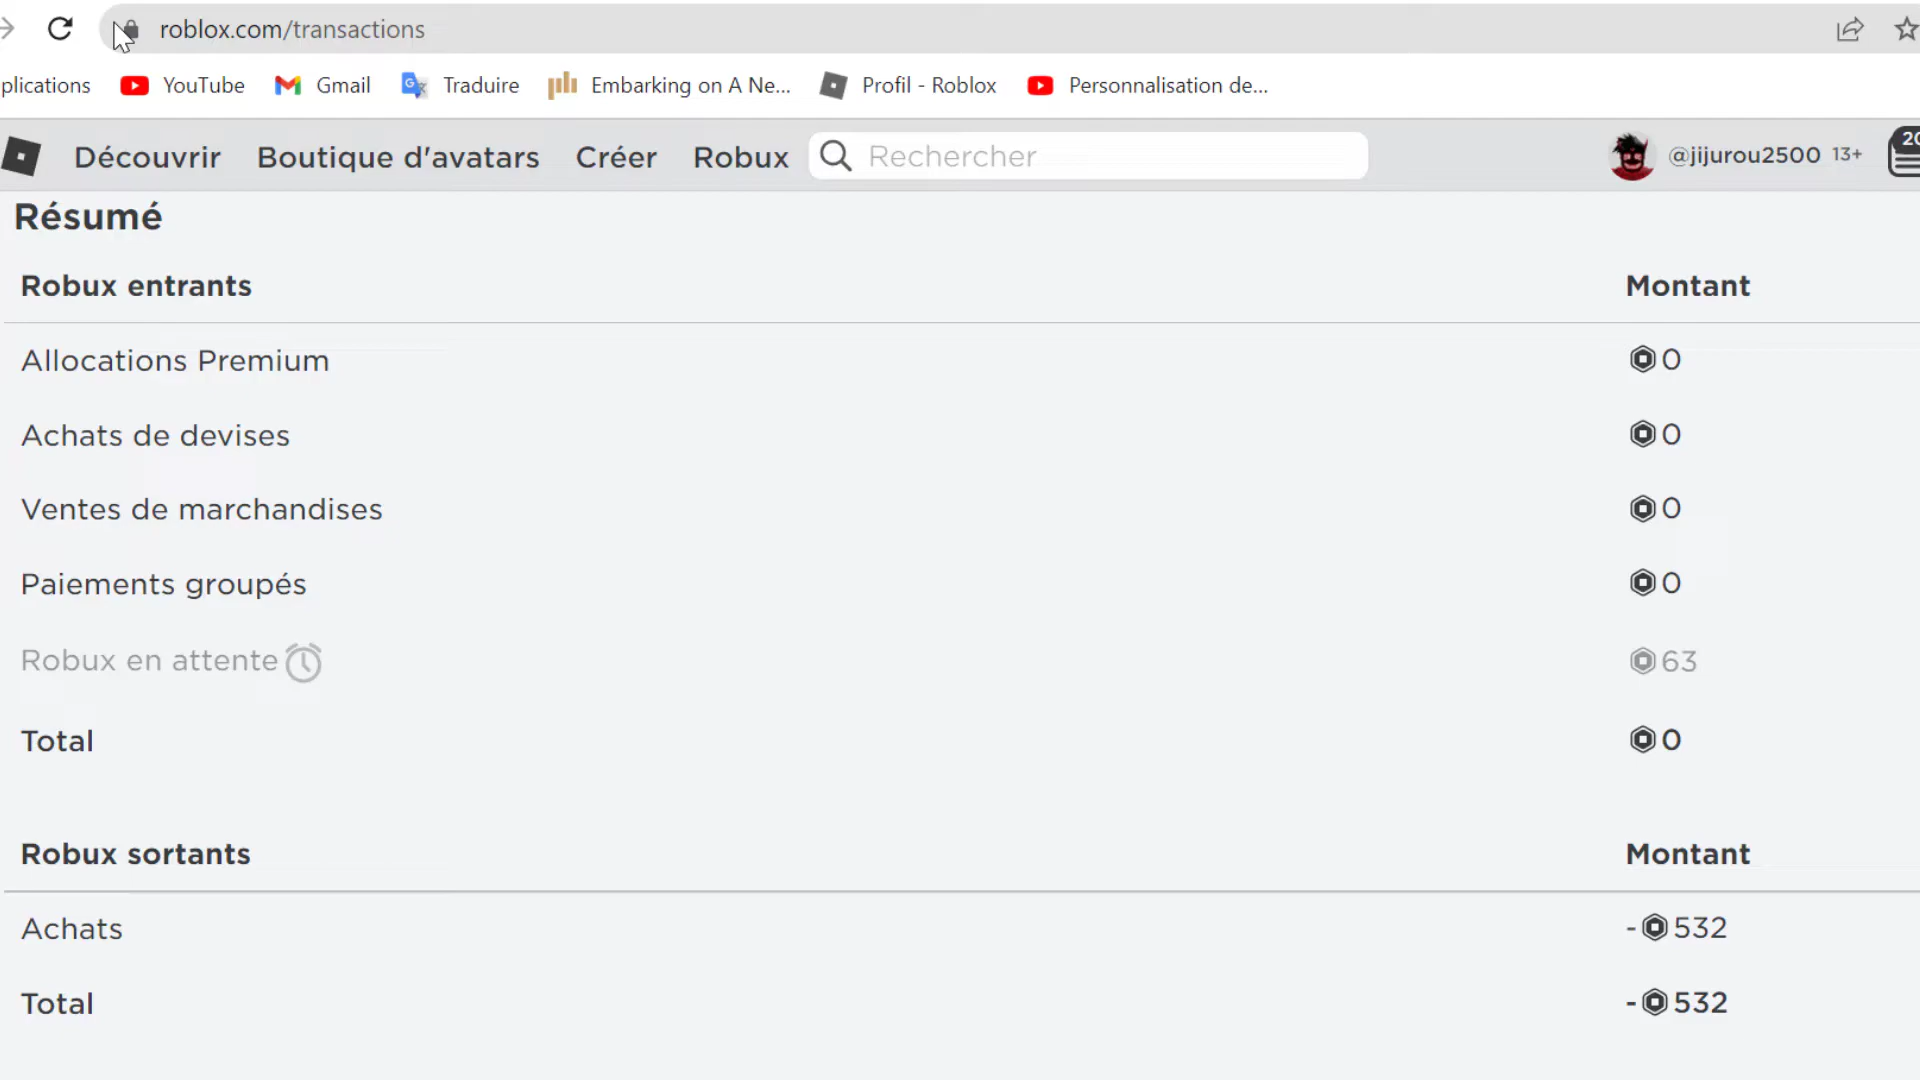 roblox.com/transactions
plications YouTube Gmail Traduire Embarking on A Ne... Profil - Roblox Personnalisation de...
Découvrir Boutique d'avatars Créer Robux Rechercher @jijurou2500 13+
Résumé
Robux entrants Montant
Allocations Premium 0
Achats de devises 0
Ventes de marchandises 0
Paiements groupés 0
Robux en attente 63
Total 0
Robux sortants Montant
Achats -532
Total -532